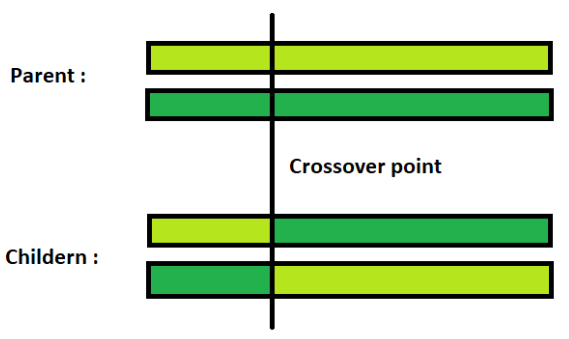 Parent :
Crossover point
Childern :